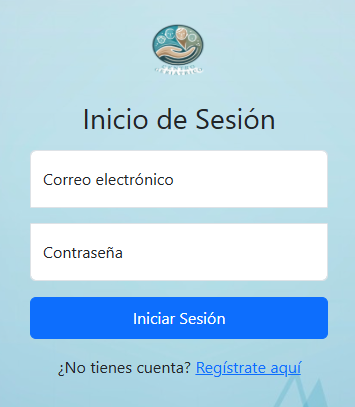 Inicio de Sesión
Correo electrónico
Contraseña
Iniciar Sesión
¿No tienes cuenta? Regístrate aquí